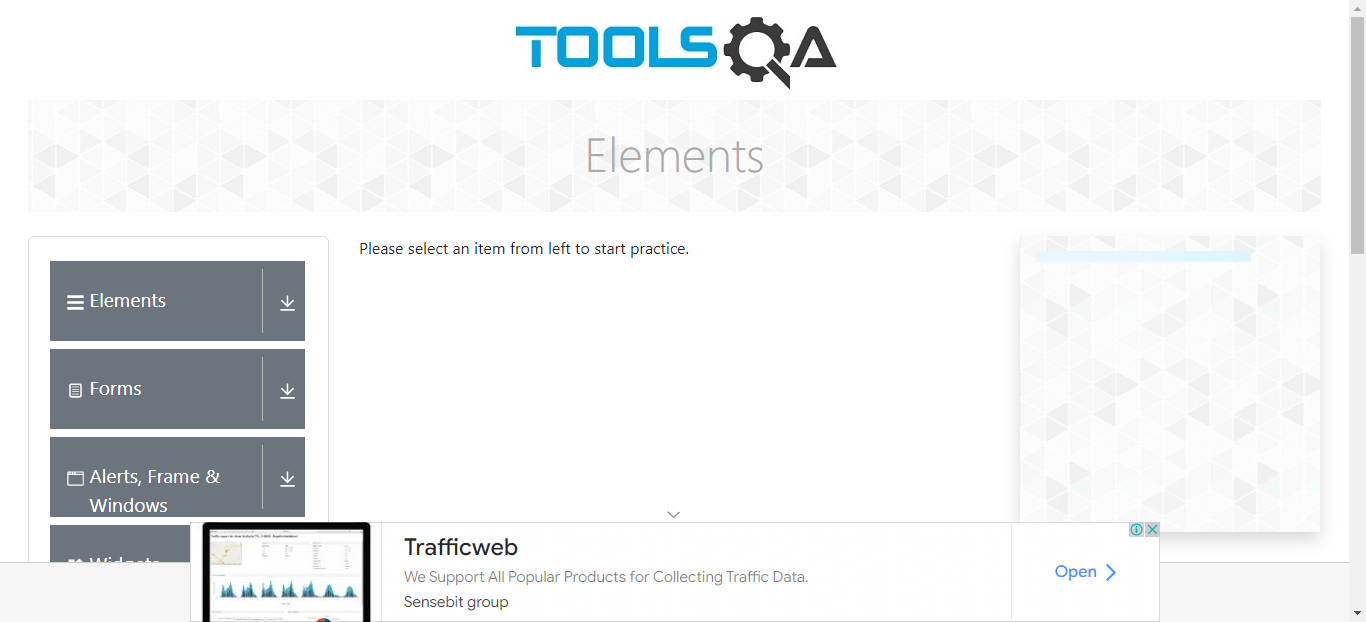 TOOLSQA
Elements
Elements
Please select an item from left to start practice.
Forms
Alerts, Frame &
Windows
Widgets
Trafficweb
We Support All Popular Products for Collecting Traffic Data.
Sensebit group
Open